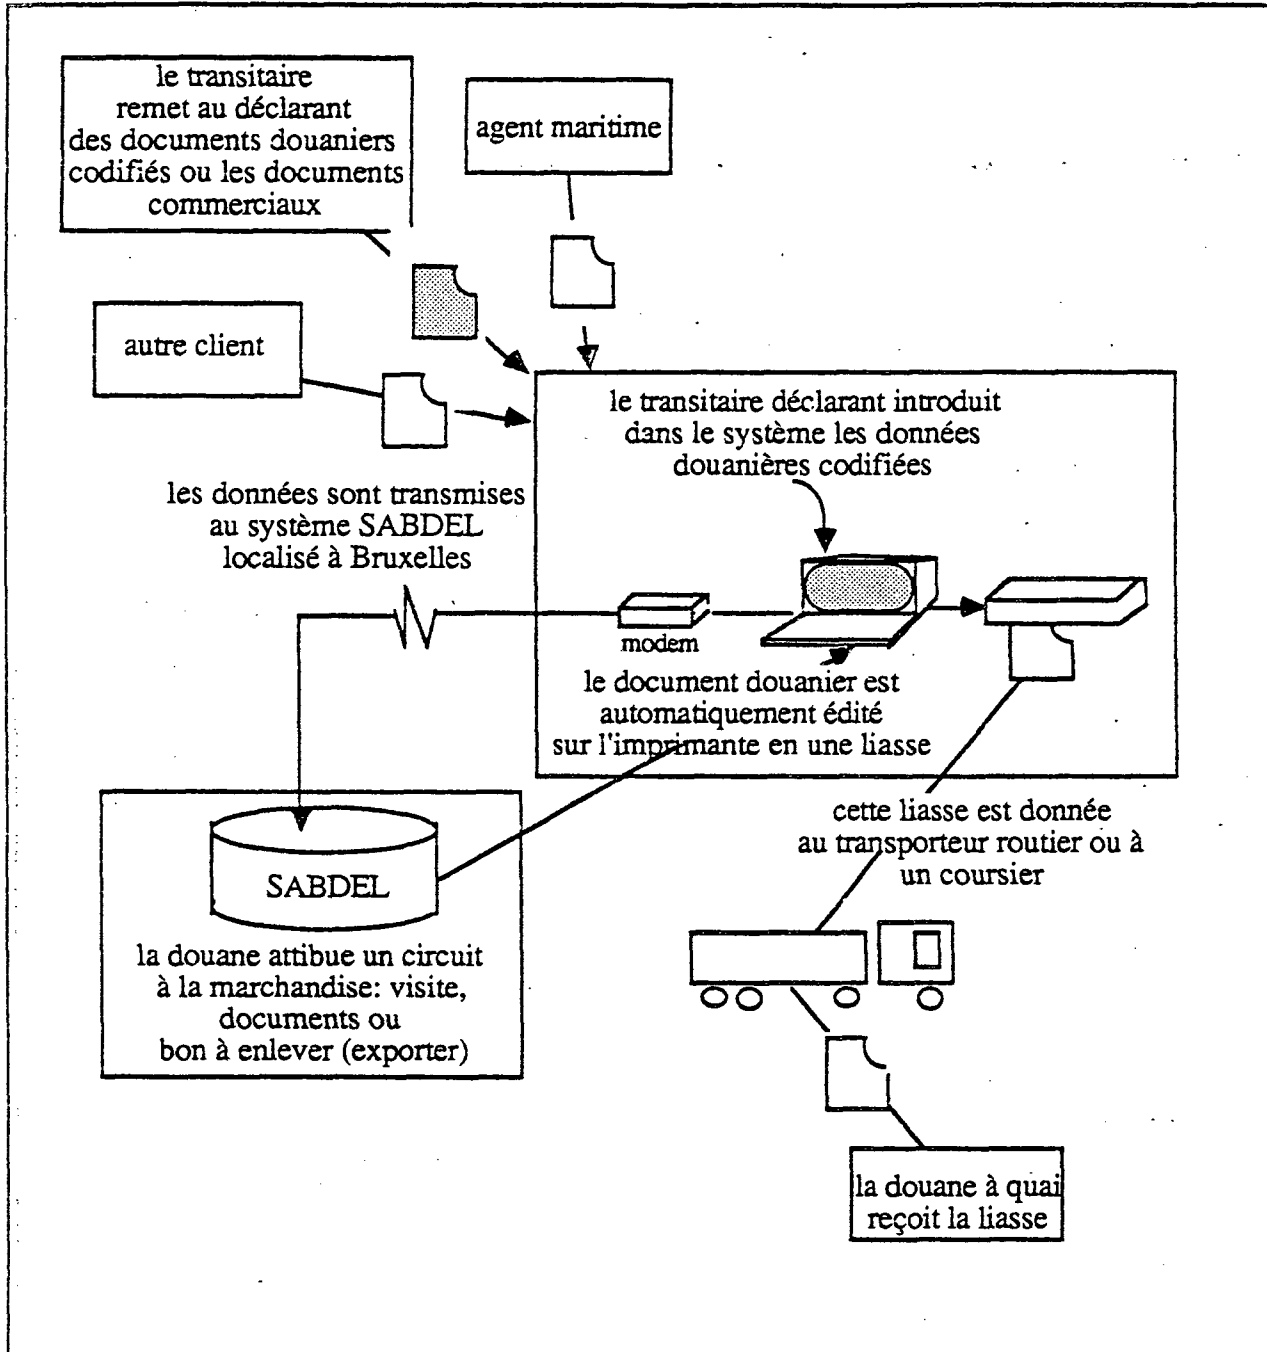 le transitaire
remet au déclarant
des documents douaniers
codifiés ou les documents
commerciaux
agent maritime
autre client
le transitaire déclarant introduit
dans le système les données
douanières codifiées
les données sont transmises
au système SABDEL
localisé à Bruxelles
modem
le document douanier est
automatiquement édité
sur l'imprimante en une liasse
cette liasse est donnée
au transporteur routier ou à
un coursier
SABDEL
la douane attibue un circuit
à la marchandise: visite,
documents ou
bon à enlever (exporter)
la douane à quai
reçoit la liasse